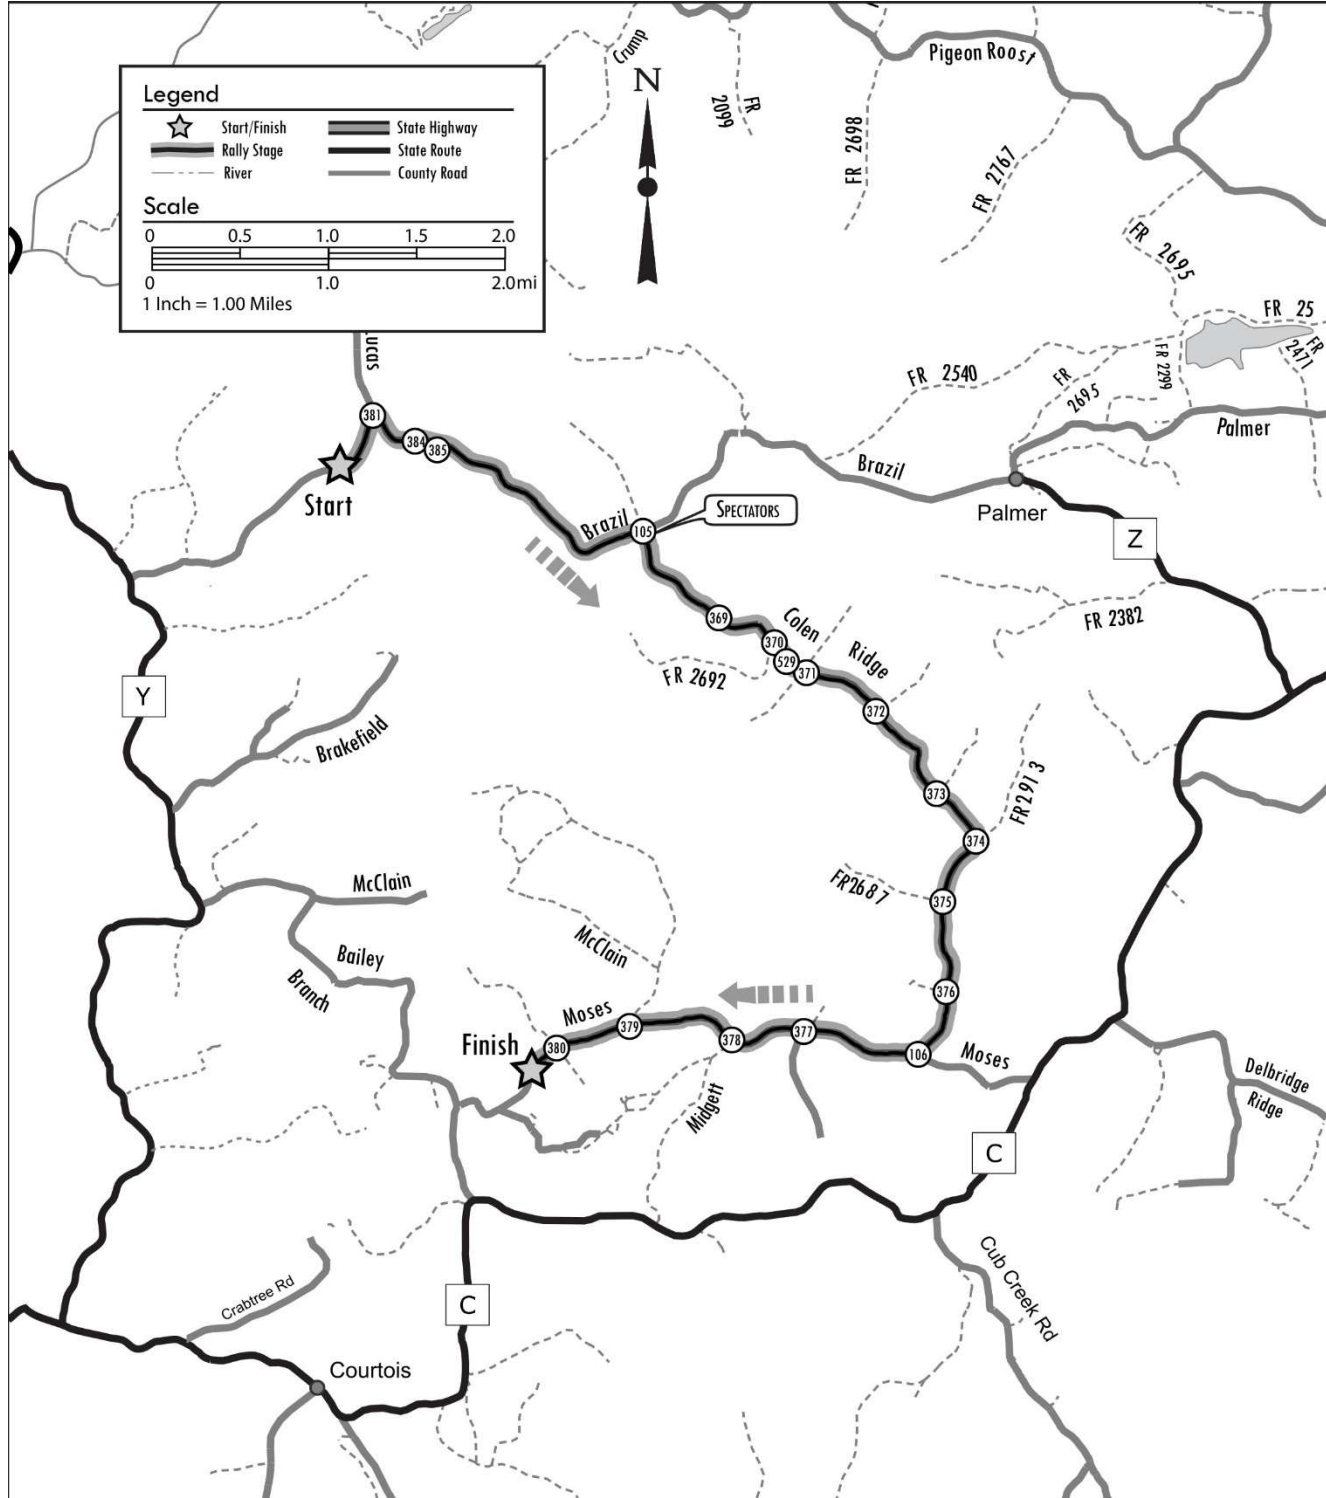 Crump
N
FR
2099
FR 2698
Pigeon Roost
FR 2767
FR 2695
FR 25
FR
2471
FR 2299
FR
2695
FR 2540
Palmer
Legend
Start/Finish
State Highway
Rally Stage
State Route
River
County Road
Scale
0 0.5 1.0 1.5 2.0
0 1.0 2.0mi
1 Inch = 1.00 Miles
381
384
385
Start
Brazil
105
SPECTATORS
Brazil
Palmer
Z
369
370
529
371
Colen
Ridge
FR 2692
372
FR 2382
Y
Brakefield
373
FR2913
374
McClain
FR2687
375
Bailey
Branch
McClain
376
Moses
Finish
380
379
378
377
106
Moses
Midgett
Delbridge
Ridge
C
Crabtree Rd
C
Cub Creek Rd
Courtois